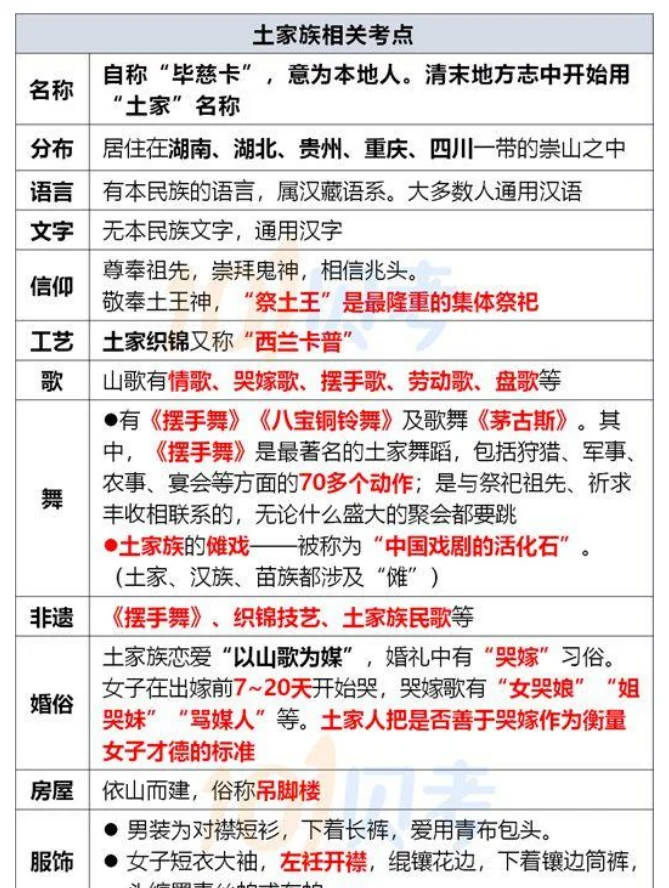 土家族相关考点
名称
自称“毕慈卡”，意为本地人。清末地方志中开始用
“土家”名称
分布
居住在湖南、湖北、贵州、重庆、四川一带的崇山之中
语言
有本民族的语言，属汉藏语系。大多数人通用汉语
文字
无本民族文字，通用汉字
信仰
尊奉祖先，崇拜鬼神，相信兆头。
敬奉土王神，“祭土王”是最隆重的集体祭祀
工艺
土家织锦又称“西兰卡普”
歌
山歌有情歌、哭嫁歌、摆手歌、劳动歌、盘歌等
舞
●有《摆手舞》《八宝铜铃舞》及歌舞《茅古斯》。其
中，《摆手舞》是最著名的土家舞蹈，包括狩猎、军事、
农事、宴会等方面的70多个动作；是与祭祀祖先、祈求
丰收相联系的，无论什么盛大的聚会都要跳
●土家族的傩戏——被称为“中国戏剧的活化石”。
（土家、汉族、苗族都涉及“傩”）
非遗
《摆手舞》、织锦技艺、土家族民歌等
婚俗
土家族恋爱“以山歌为媒”，婚礼中有“哭嫁”习俗。
女子在出嫁前7~20天开始哭，哭嫁歌有“女哭娘”“姐
哭妹”“骂媒人”等。土家人把是否善于哭嫁作为衡量
女子才德的标准
房屋
依山而建，俗称吊脚楼
服饰
● 男装为对襟短衫，下着长裤，爱用青布包头。
● 女子短衣大袖，左衽开襟，绲镶花边，下着镶边筒裤，
101贝考
101贝考